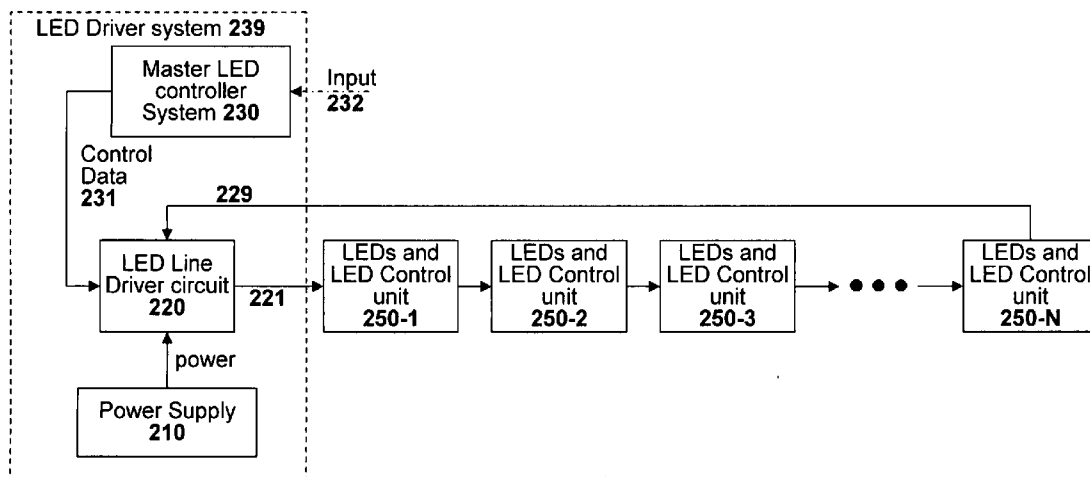 LED Driver system 239
Master LED
controller
System 230
Input
232
Control
Data
231
229
LED Line
Driver circuit
220
221
LEDs and
LED Control
unit
250-1
LEDs and
LED Control
unit
250-2
LEDs and
LED Control
unit
250-3
LEDs and
LED Control
unit
250-N
power
Power Supply
210